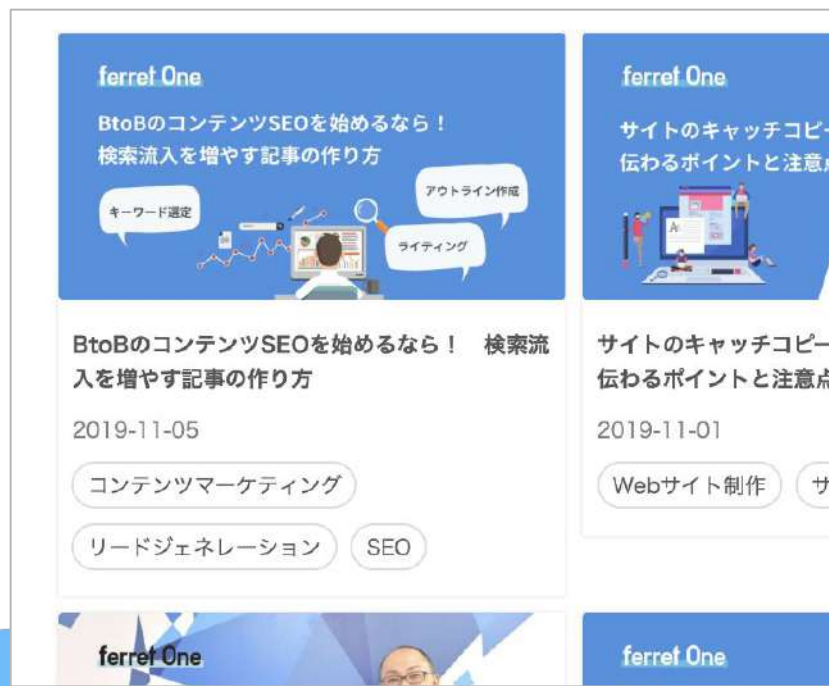 ferret One
BtoBのコンテンツSEOを始めるなら！
検索流入を増やす記事の作り方
キーワード選定
アウトライン作成
ライティング
BtoBのコンテンツSEOを始めるなら！　検索流
入を増やす記事の作り方
2019-11-05
コンテンツマーケティング
リードジェネレーション
SEO
ferret One
サイトのキャッチコピー
伝わるポイントと注意点
A
サイトのキャッチコピー
伝わるポイントと注意点
2019-11-01
Webサイト制作
サ
ferret One
ferret One